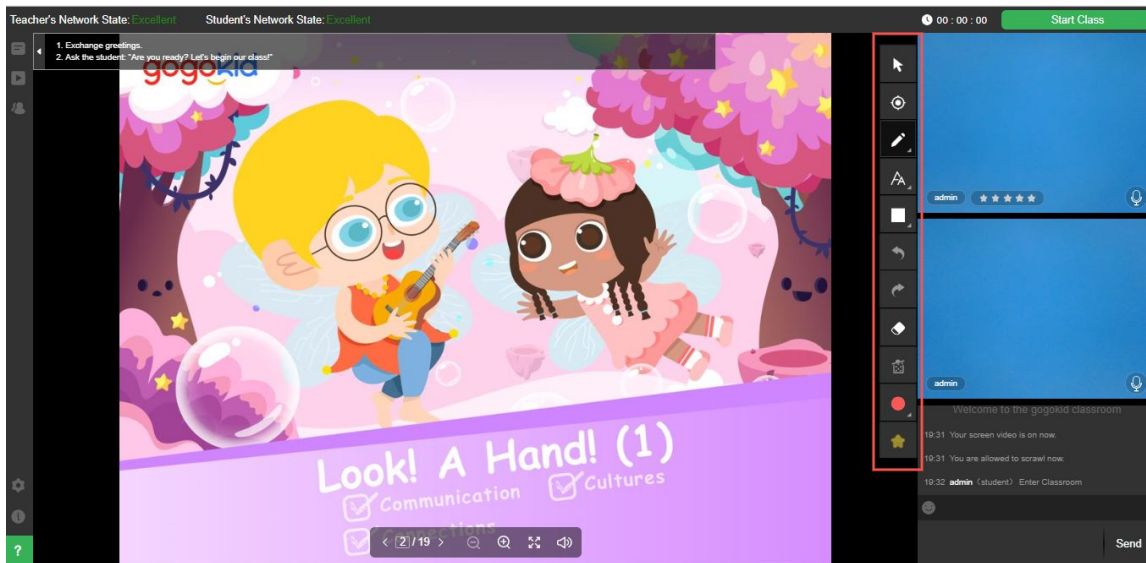 Teacher's Network State: Excellent Student's Network State: Excellent
00 : 00 : 00
Start Class
1. Exchange greetings.
2. Ask the student: "Are you ready? Let's begin our class!"
gogokid
admin
admin
Look! A Hand! (1)
Communication Cultures
Connections
2 / 19
Welcome to the gogokid classroom
19:31 Your screen video is on now.
19:31 You are allowed to scrawl now.
19:32 admin (student) Enter Classroom
Send
?